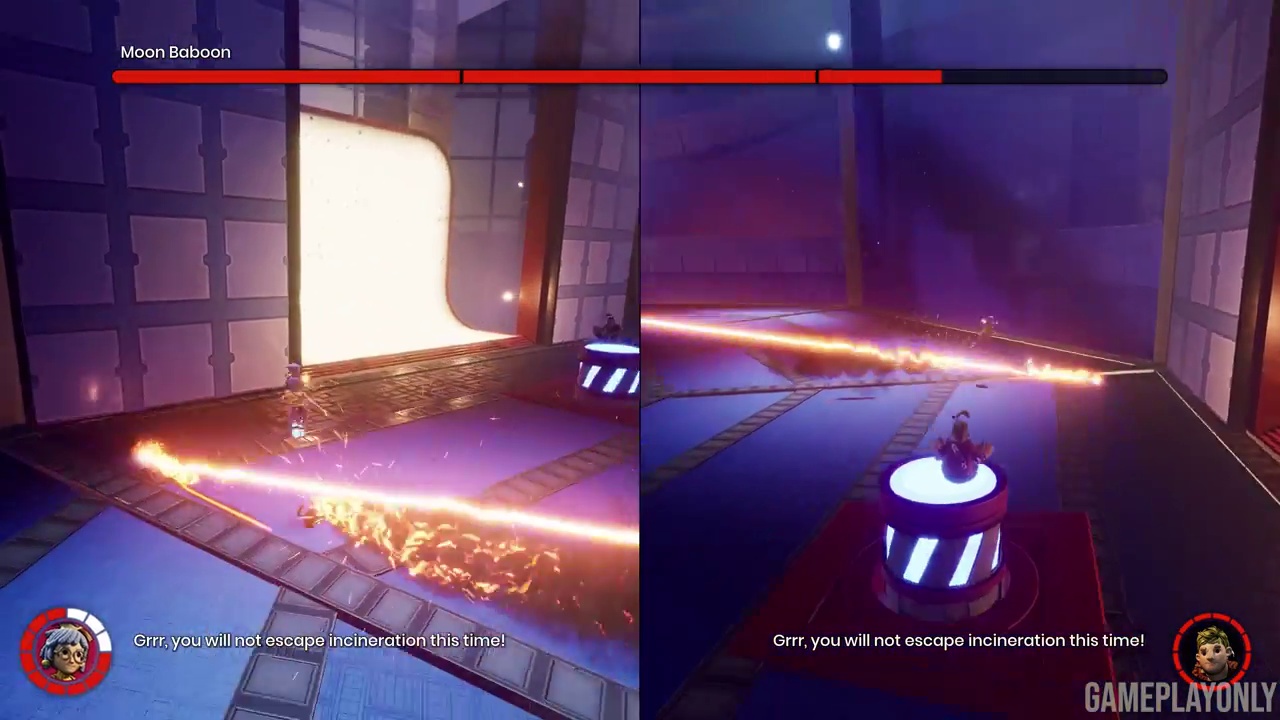 Moon Baboon
Grrr, you will not escape incineration this time!
Grrr, you will not escape incineration this time!
GAMEPLAYONLY